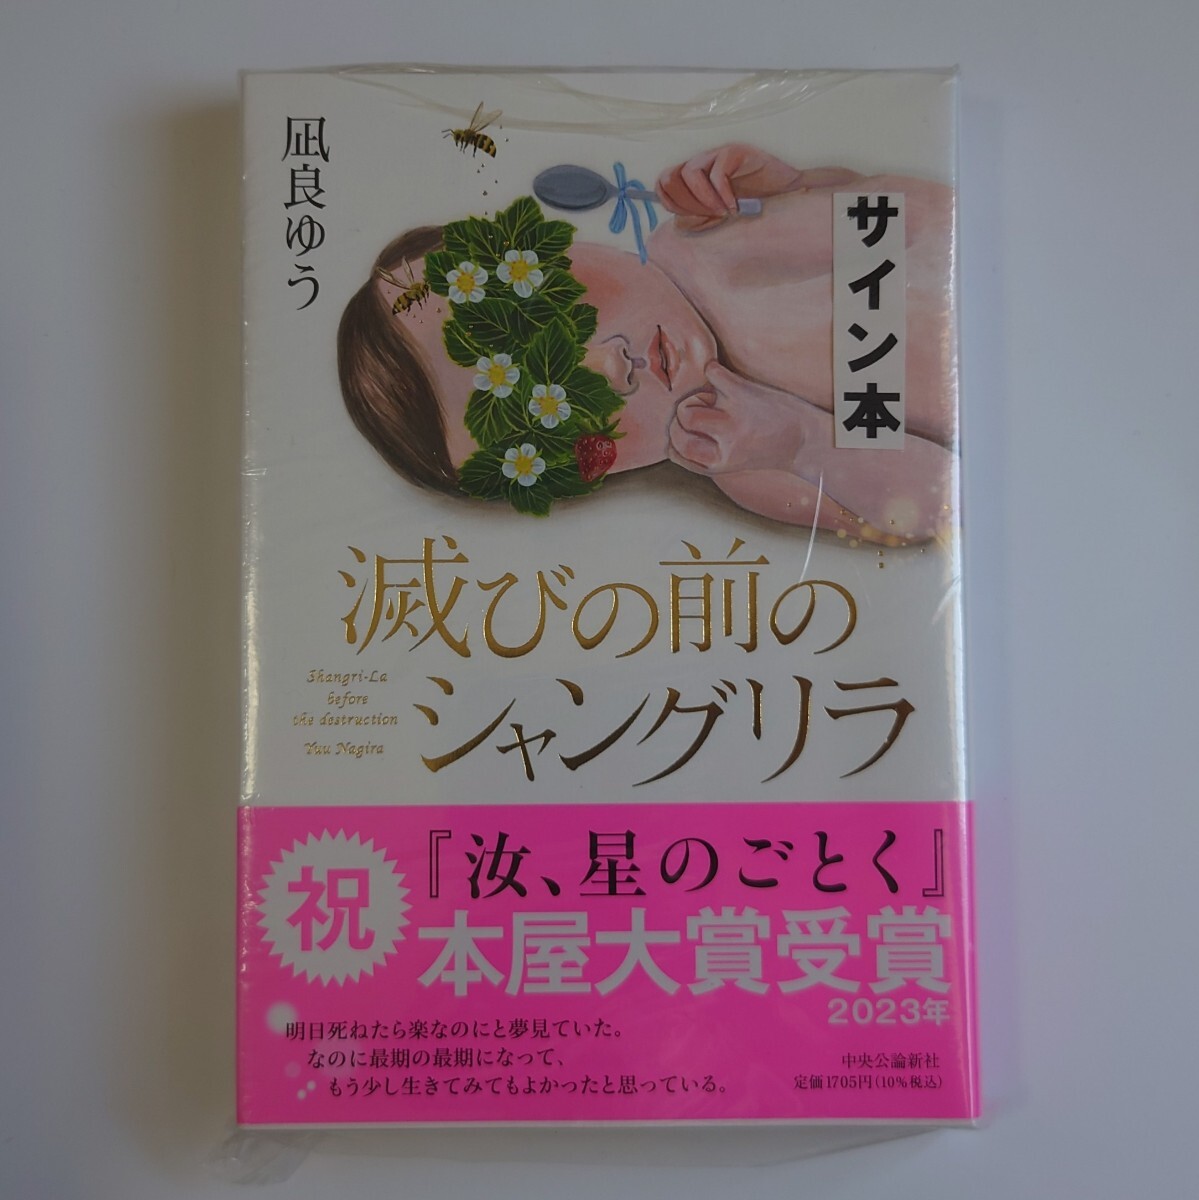 凪良ゆう
サイン本
滅びの前の
シャングリラ
Shangri-La
before
the destruction
Yuu Nagira
祝
『汝、星のごとく』
本屋大賞受賞
2023年
明日死ねたら楽なのにと夢見ていた。
なのに最期の最期になって、
もう少し生きてみてもよかったと思っている。
中央公論新社
定価1705円(10%税込)